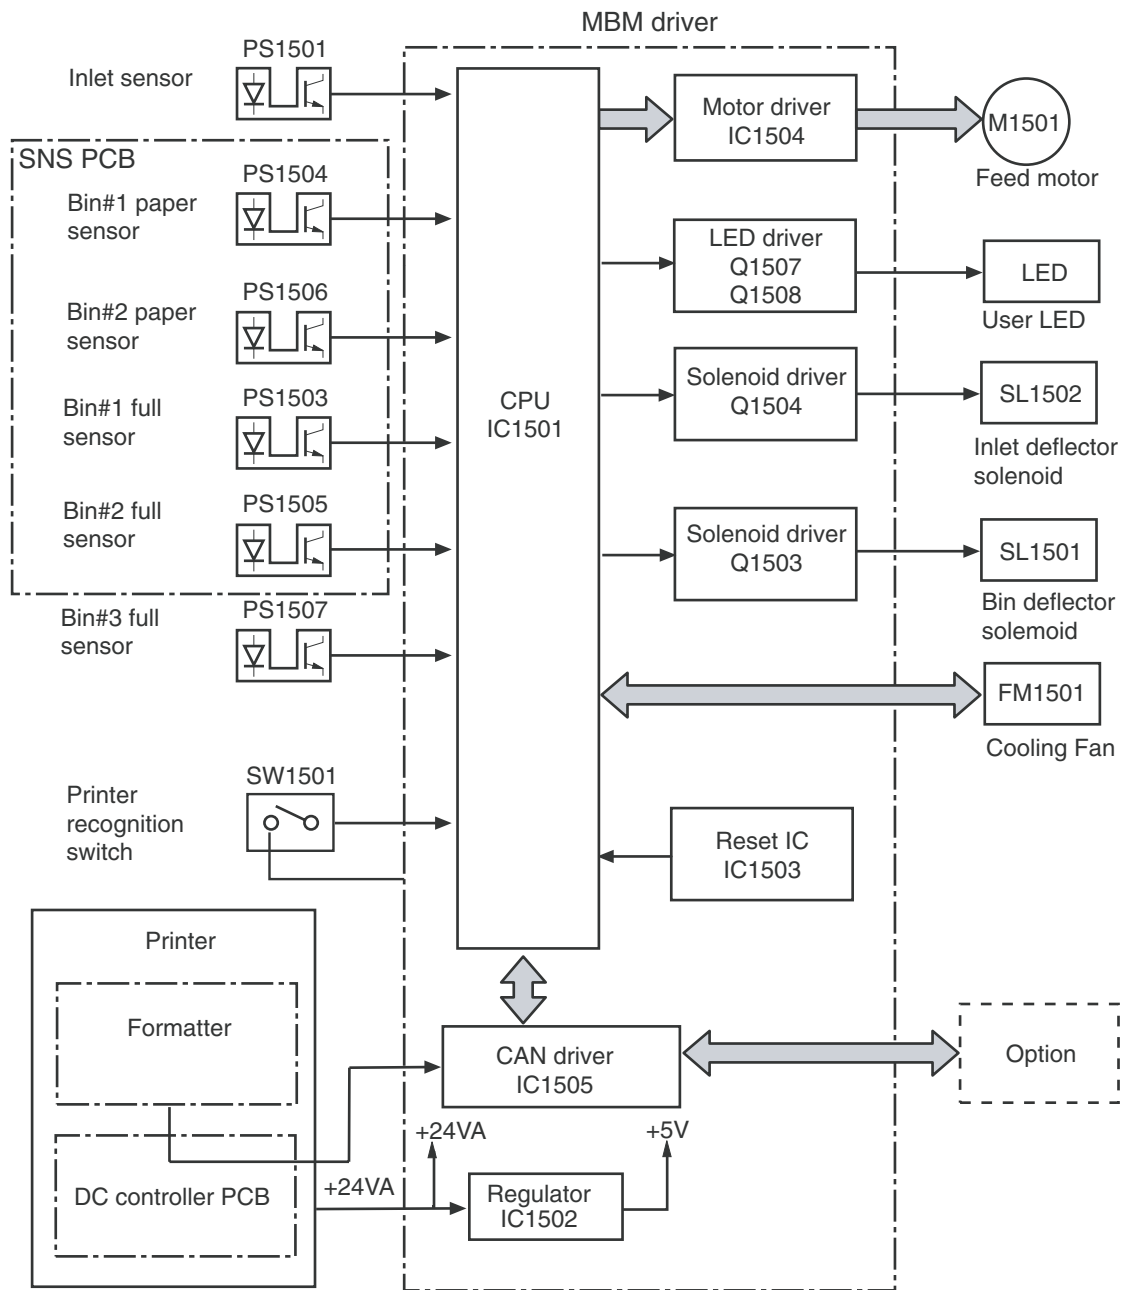 MBM driver
PS1501
Inlet sensor
Motor driver
IC1504
M1501
Feed motor
SNS PCB
PS1504
Bin#1 paper
sensor
LED driver
Q1507
Q1508
LED
User LED
PS1506
Bin#2 paper
sensor
CPU
IC1501
Solenoid driver
Q1504
SL1502
Inlet deflector
solenoid
PS1503
Bin#1 full
sensor
PS1505
Bin#2 full
sensor
Solenoid driver
Q1503
SL1501
Bin deflector
solemoid
PS1507
Bin#3 full
sensor
FM1501
Cooling Fan
SW1501
Printer
recognition
switch
Reset IC
IC1503
Printer
Formatter
CAN driver
IC1505
Option
+24VA
+5V
DC controller PCB
+24VA
Regulator
IC1502